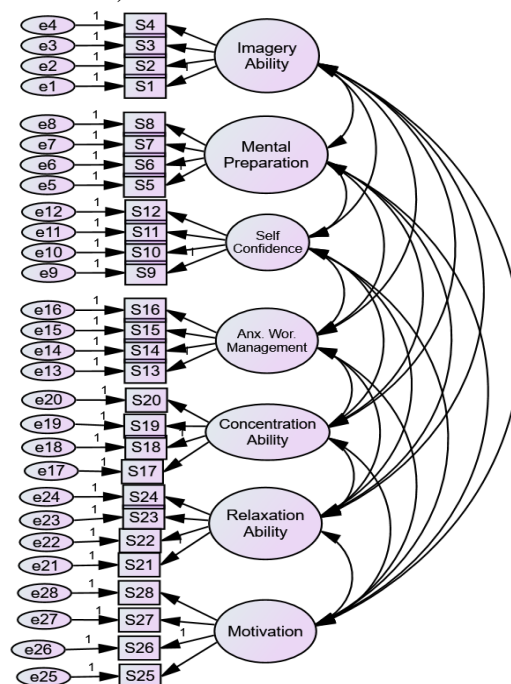 e4 1 S4
e3 1 S3
e2 1 S2 1
e1 1 S1
Imagery
Ability
e8 1 S8
e7 1 S7
e6 1 S6 1
e5 1 S5
Mental
Preparation
e12 1 S12
e11 1 S11
e10 1 S10 1
e9 1 S9
Self
Confidence
e16 1 S16
e15 1 S15
e14 1 S14 1
e13 1 S13
Anx. Wor.
Management
e20 1 S20
e19 1 S19
e18 1 S18 1
e17 1 S17
Concentration
Ability
e24 1 S24
e23 1 S23
e22 1 S22 1
e21 1 S21
Relaxation
Ability
e28 1 S28
e27 1 S27
e26 1 S26 1
e25 1 S25
Motivation